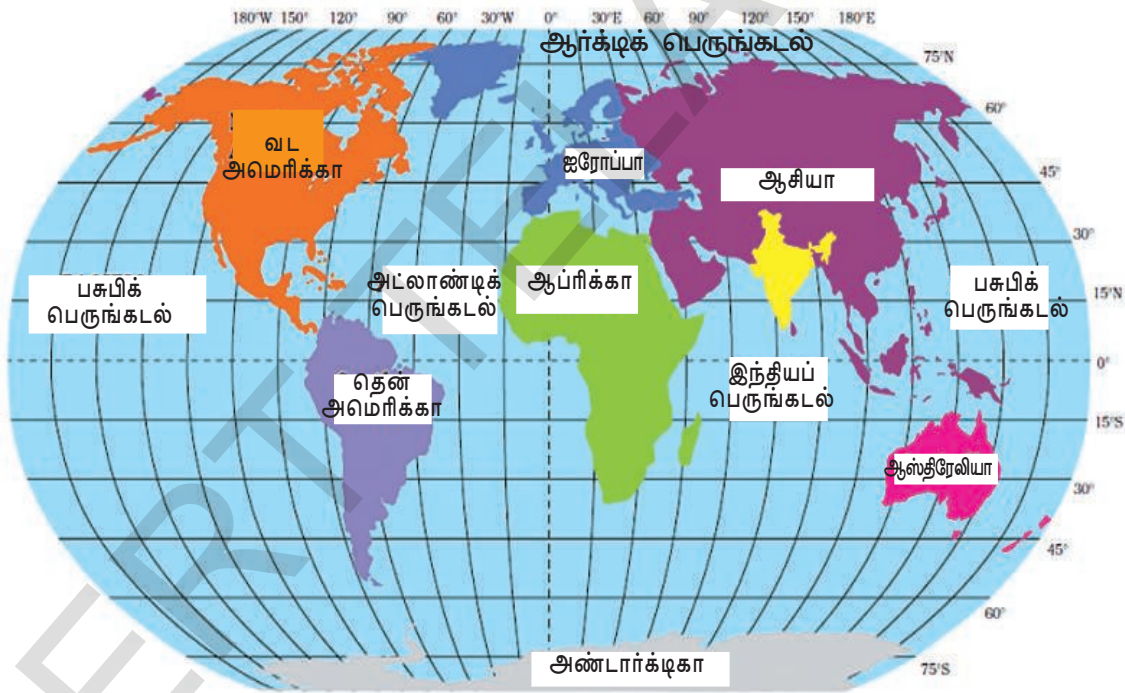 180°W 150° 120° 90° 60° 30°W 0° 30°E 60° 90° 120° 150° 180°E
ஆர்க்டிக் பெருங்கடல்
75°N
60°
வட
அமெரிக்கா
ஐரோப்பா
ஆசியா
45°
30°
பசுபிக்
பெருங்கடல்
அட்லாண்டிக்
பெருங்கடல்
ஆப்ரிக்கா
பசுபிக்
பெருங்கடல்
15°N
0°
தென்
அமெரிக்கா
இந்தியப்
பெருங்கடல்
15°S
ஆஸ்திரேலியா
30°
45°
60°
அண்டார்க்டிகா
75°S